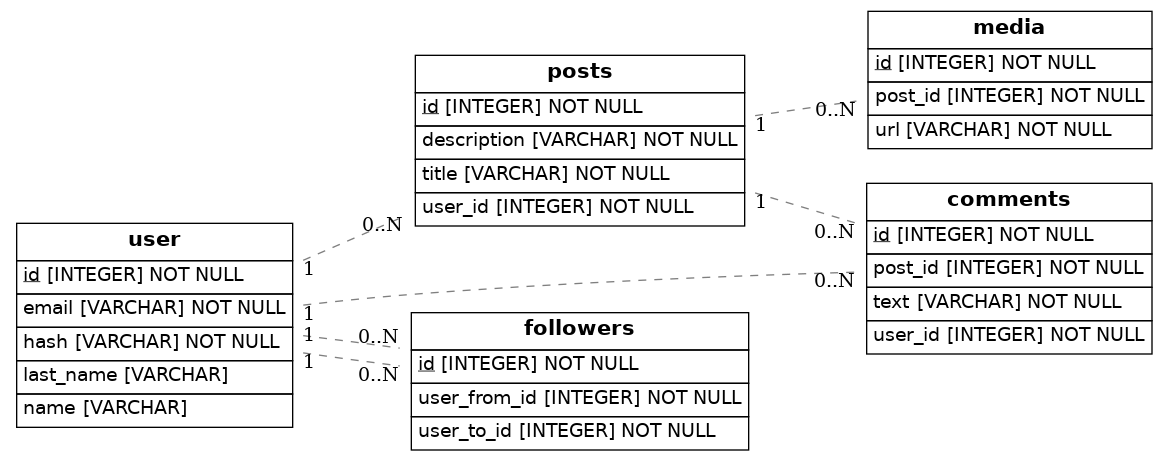 user
id [INTEGER] NOT NULL
email [VARCHAR] NOT NULL
hash [VARCHAR] NOT NULL
last_name [VARCHAR]
name [VARCHAR]
1
0..N
1
0..N
1
0..N
1
0..N
posts
id [INTEGER] NOT NULL
description [VARCHAR] NOT NULL
title [VARCHAR] NOT NULL
user_id [INTEGER] NOT NULL
1
0..N
1
0..N
followers
id [INTEGER] NOT NULL
user_from_id [INTEGER] NOT NULL
user_to_id [INTEGER] NOT NULL
media
id [INTEGER] NOT NULL
post_id [INTEGER] NOT NULL
url [VARCHAR] NOT NULL
comments
id [INTEGER] NOT NULL
post_id [INTEGER] NOT NULL
text [VARCHAR] NOT NULL
user_id [INTEGER] NOT NULL